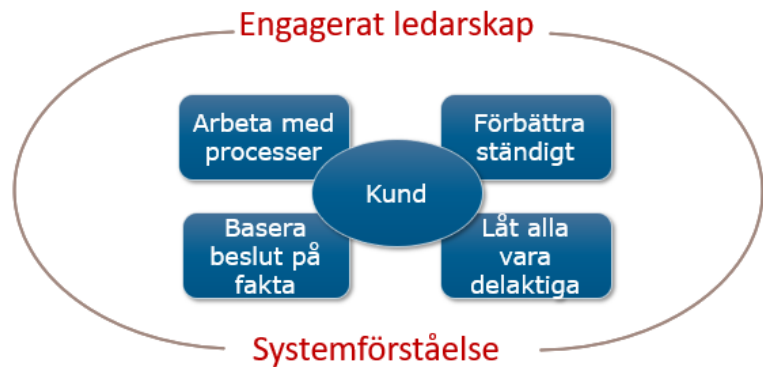 Engagerat ledarskap
Arbeta med
processer
Förbättra
ständigt
Kund
Basera
beslut på
fakta
Låt alla
vara
delaktiga
Systemförståelse